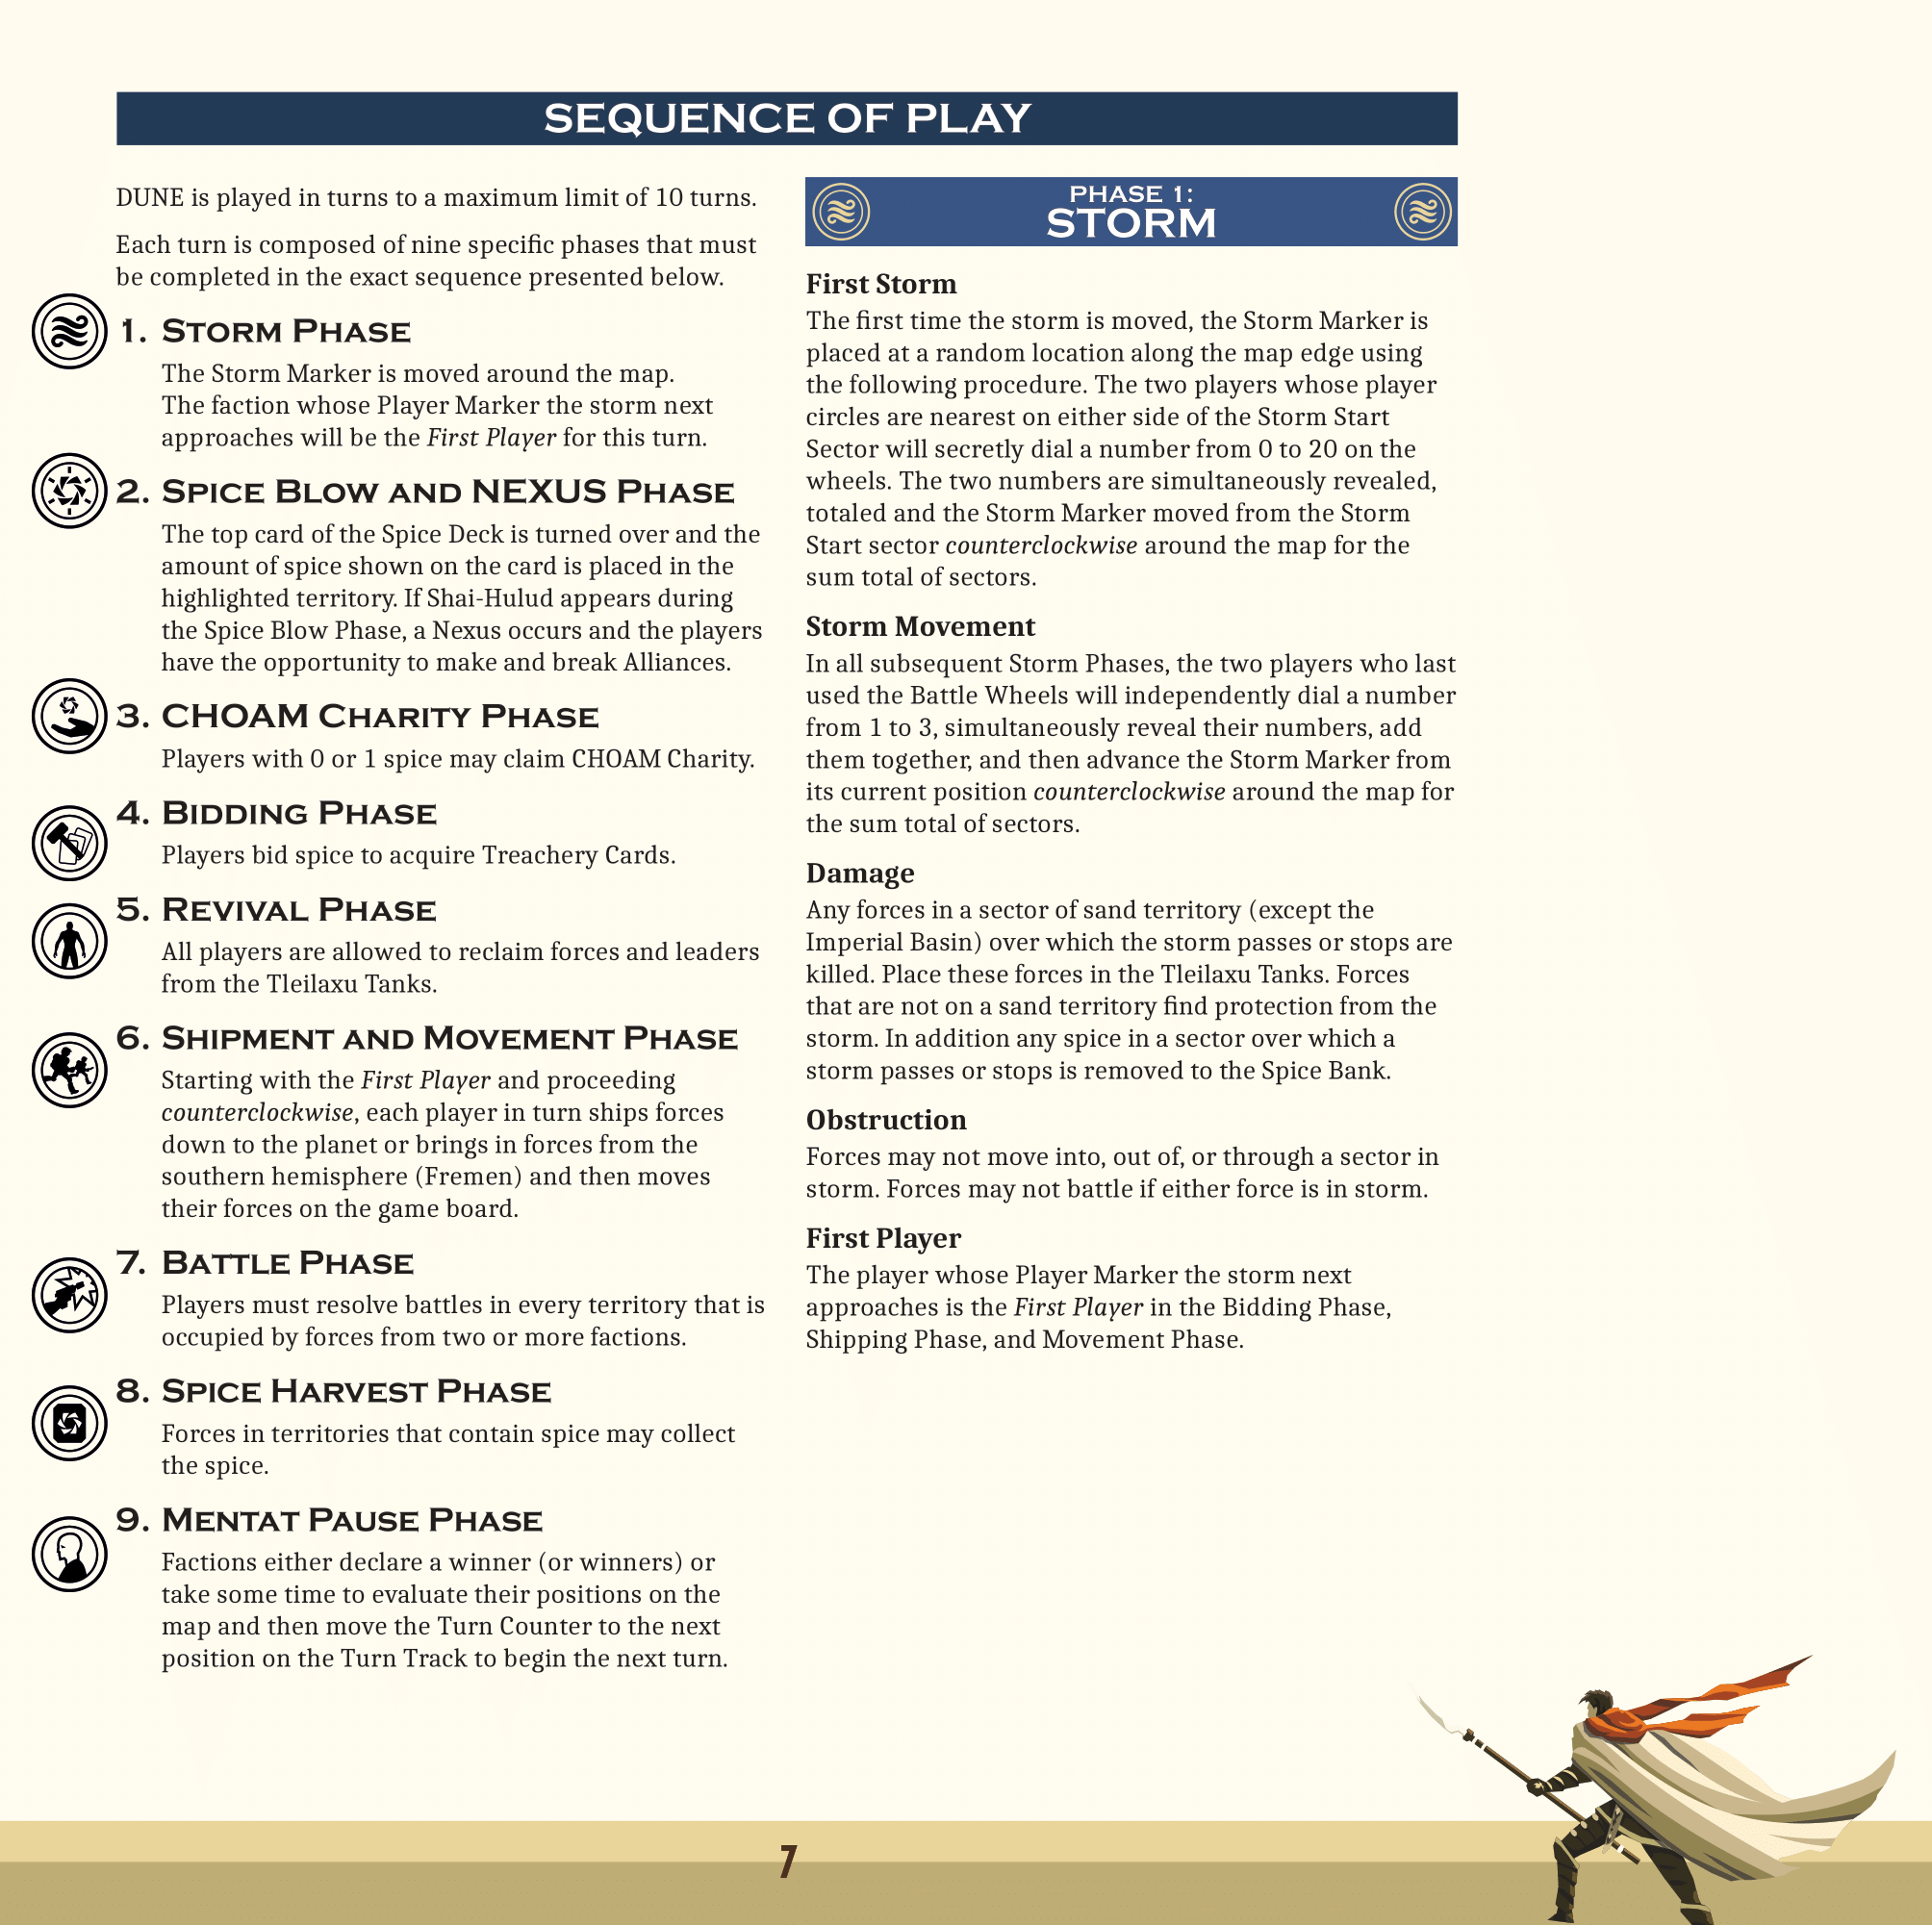 SEQUENCE OF PLAY
DUNE is played in turns to a maximum limit of 10 turns.
Each turn is composed of nine specific phases that must
be completed in the exact sequence presented below.
1. STORM PHASE
The Storm Marker is moved around the map.
The faction whose Player Marker the storm next
approaches will be the First Player for this turn.
2. SPICE BLOW AND NEXUS PHASE
The top card of the Spice Deck is turned over and the
amount of spice shown on the card is placed in the
highlighted territory. If Shai-Hulud appears during
the Spice Blow Phase, a Nexus occurs and the players
have the opportunity to make and break Alliances.
3. CHOAM CHARITY PHASE
Players with 0 or 1 spice may claim CHOAM Charity.
4. BIDDING PHASE
Players bid spice to acquire Treachery Cards.
5. REVIVAL PHASE
All players are allowed to reclaim forces and leaders
from the Tleilaxu Tanks.
6. SHIPMENT AND MOVEMENT PHASE
Starting with the First Player and proceeding
counterclockwise, each player in turn ships forces
down to the planet or brings in forces from the
southern hemisphere (Fremen) and then moves
their forces on the game board.
7. BATTLE PHASE
Players must resolve battles in every territory that is
occupied by forces from two or more factions.
8. SPICE HARVEST PHASE
Forces in territories that contain spice may collect
the spice.
9. MENTAT PAUSE PHASE
Factions either declare a winner (or winners) or
take some time to evaluate their positions on the
map and then move the Turn Counter to the next
position on the Turn Track to begin the next turn.
PHASE 1:
STORM
First Storm
The first time the storm is moved, the Storm Marker is
placed at a random location along the map edge using
the following procedure. The two players whose player
circles are nearest on either side of the Storm Start
Sector will secretly dial a number from 0 to 20 on the
wheels. The two numbers are simultaneously revealed,
totaled and the Storm Marker moved from the Storm
Start sector counterclockwise around the map for the
sum total of sectors.
Storm Movement
In all subsequent Storm Phases, the two players who last
used the Battle Wheels will independently dial a number
from 1 to 3, simultaneously reveal their numbers, add
them together, and then advance the Storm Marker from
its current position counterclockwise around the map for
the sum total of sectors.
Damage
Any forces in a sector of sand territory (except the
Imperial Basin) over which the storm passes or stops are
killed. Place these forces in the Tleilaxu Tanks. Forces
that are not on a sand territory find protection from the
storm. In addition any spice in a sector over which a
storm passes or stops is removed to the Spice Bank.
Obstruction
Forces may not move into, out of, or through a sector in
storm. Forces may not battle if either force is in storm.
First Player
The player whose Player Marker the storm next
approaches is the First Player in the Bidding Phase,
Shipping Phase, and Movement Phase.
7